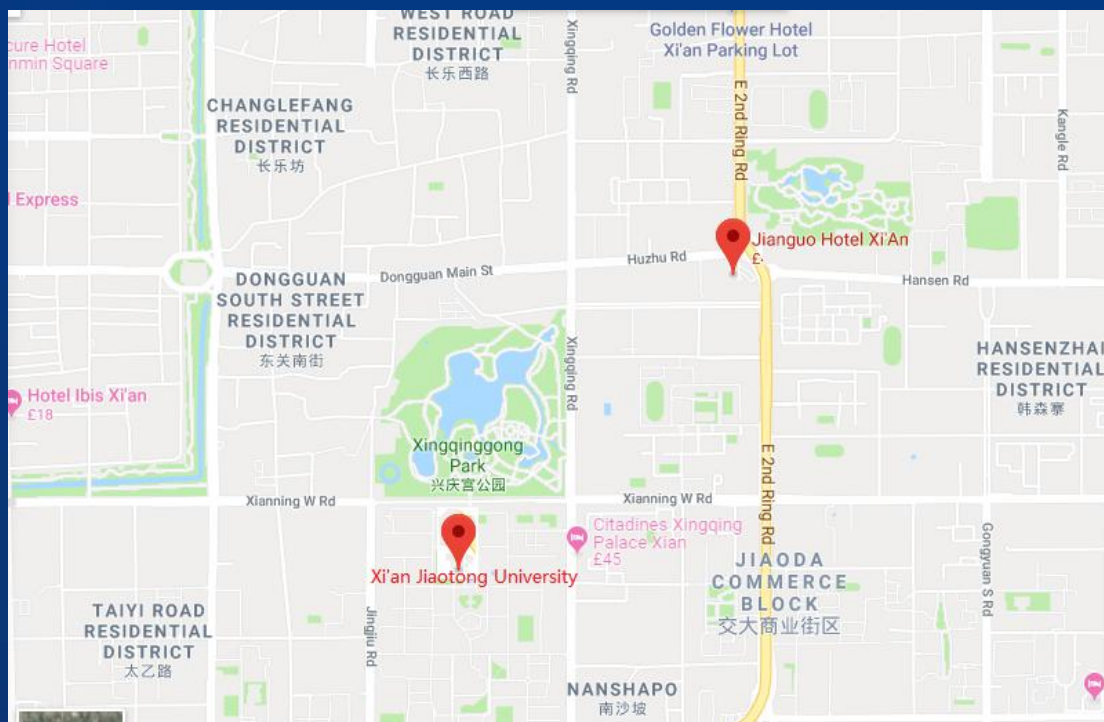 WEST ROAD
RESIDENTIAL
DISTRICT
长乐西路
Golden Flower Hotel
Xi'an Parking Lot
cure Hotel
nmin Square
Xingqing Rd
E 2nd Ring Rd
CHANGLEFANG
RESIDENTIAL
DISTRICT
长乐坊
Kangle Rd
Express
Jianguo Hotel Xi'An
£
Huzhu Rd
Dongguan Main St
Hansen Rd
DONGGUAN
SOUTH STREET
RESIDENTIAL
DISTRICT
东关南街
Xingqing Rd
HANSENZHAI
RESIDENTIAL
DISTRICT
韩森寨
Hotel Ibis Xi'an
£18
Xingqinggong
Park
兴庆宫公园
E 2nd Ring Rd
Xianning W Rd
Xianning W Rd
Citadines Xingqing
Palace Xian
£45
Gongyuan S Rd
Xi'an Jiaotong University
JIAODA
COMMERCE
BLOCK
交大商业街区
TAIYI ROAD
RESIDENTIAL
DISTRICT
太乙路
Jingjiu Rd
NANSHAPO
南沙坡